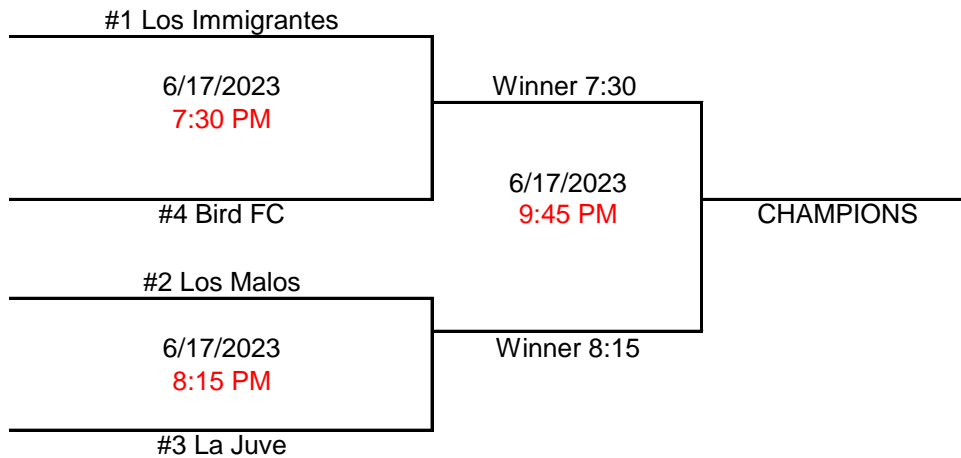 #1 Los Immigrantes
6/17/2023
7:30 PM
#4 Bird FC
Winner 7:30
6/17/2023
9:45 PM
CHAMPIONS
#2 Los Malos
6/17/2023
8:15 PM
#3 La Juve
Winner 8:15